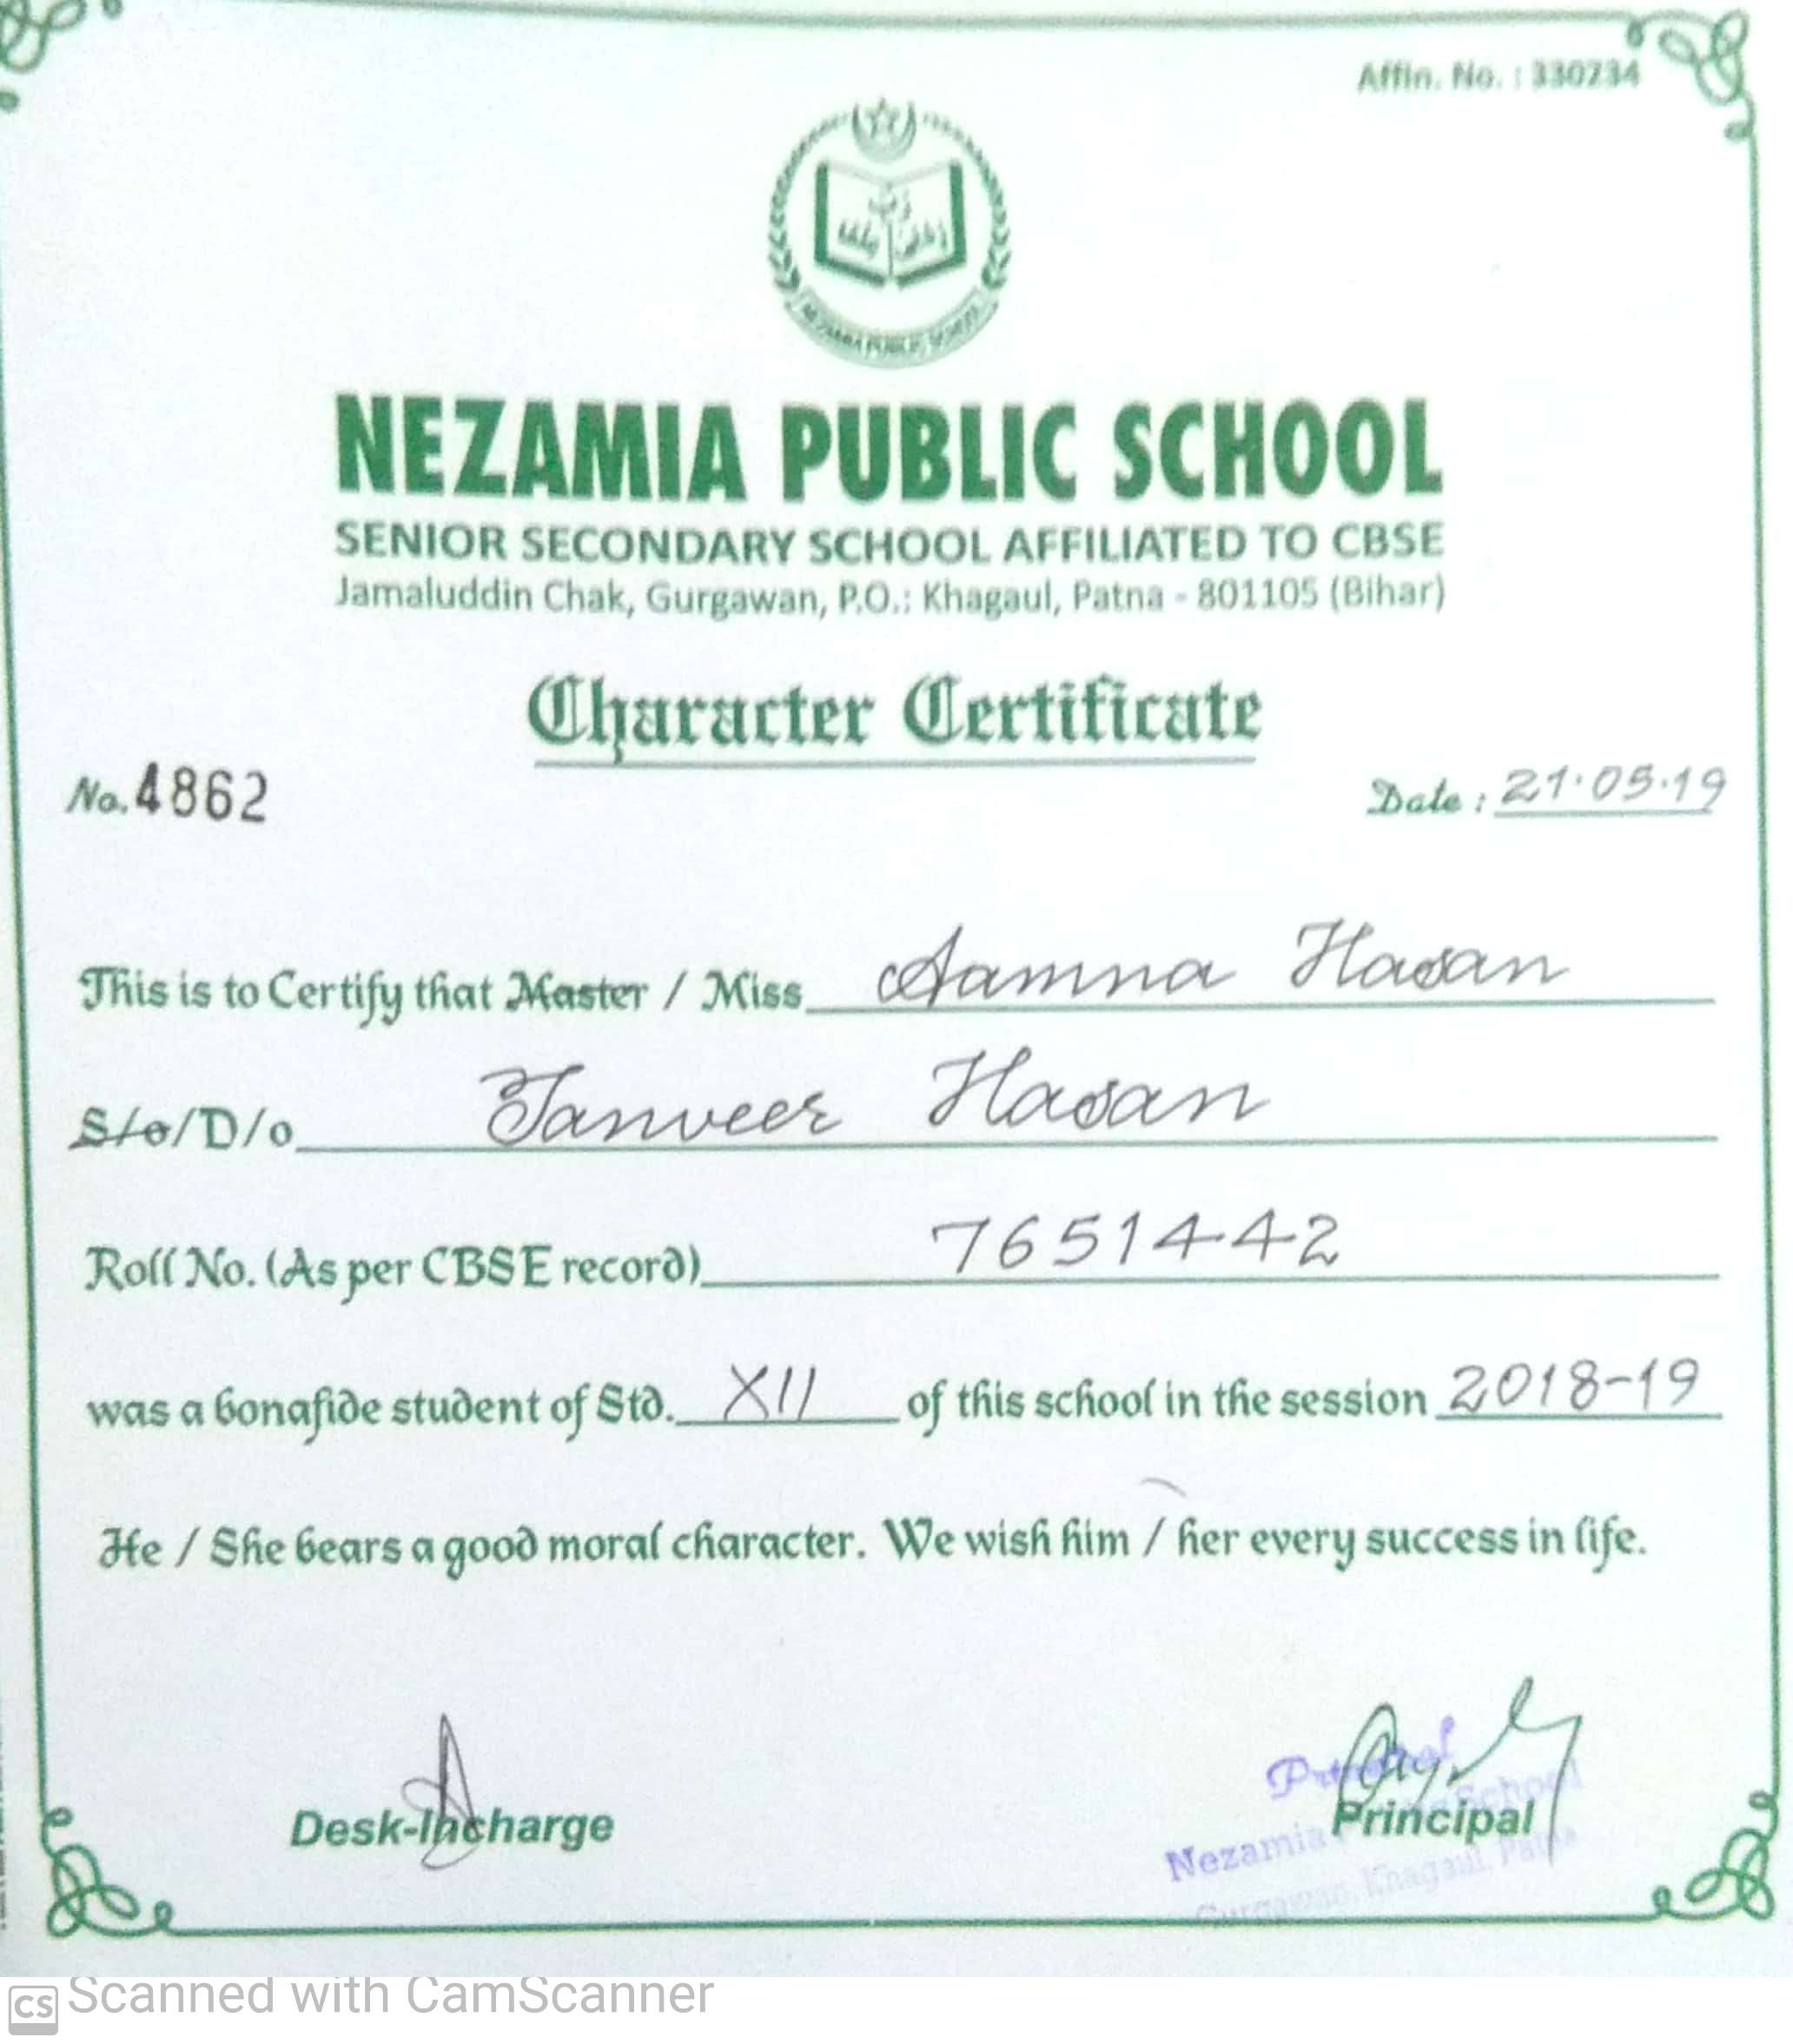 Affin. No. : 330234
NEZAMIA PUBLIC SCHOOL
NEZAMIA PUBLIC SCHOOL
SENIOR SECONDARY SCHOOL AFFILIATED TO CBSE
Jamaluddin Chak, Gurgawan, P.O.: Khagaul, Patna - 801105 (Bihar)
Character Certificate
No. 4862 Date : 21.05.19
This is to Certify that Master / Miss Aamna Hasan
S/o/D/o Tanveer Hasan
Roll No. (As per CBSE record) 7651442
was a bonafide student of Std. XII of this school in the session 2018-19
He / She bears a good moral character. We wish him / her every success in life.
Principal
Desk-Incharge Principal
Nezamia School
Gurgawan, Khagaul, Patna
CS Scanned with CamScanner